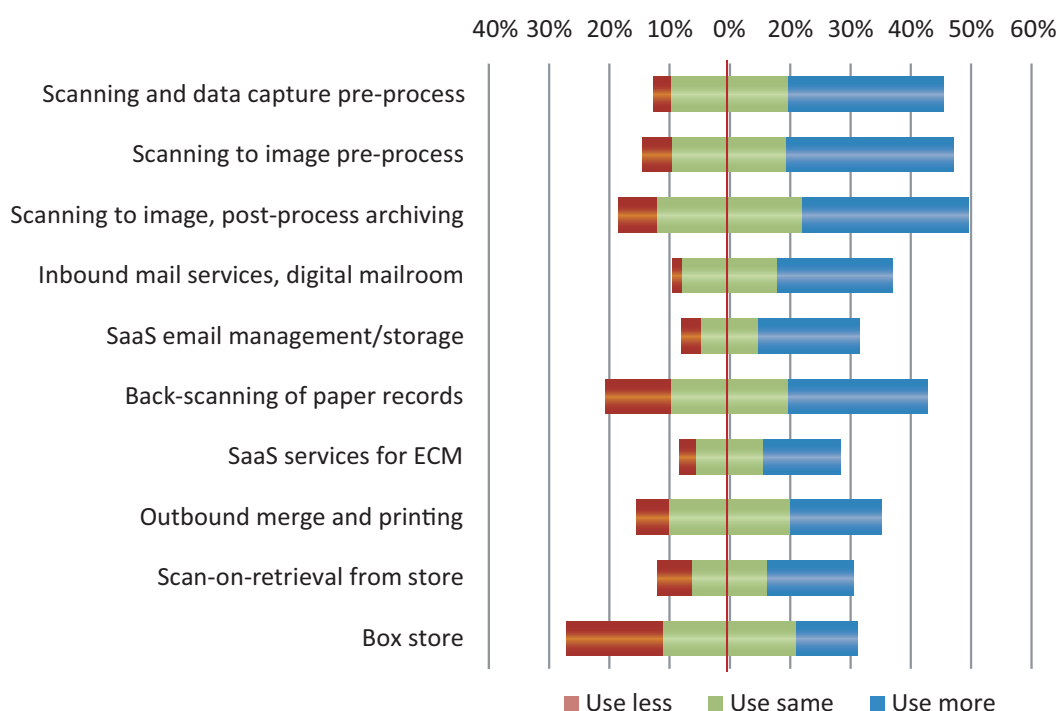 40% 30% 20% 10% 0% 10% 20% 30% 40% 50% 60%
Scanning and data capture pre-process
Scanning to image pre-process
Scanning to image, post-process archiving
Inbound mail services, digital mailroom
SaaS email management/storage
Back-scanning of paper records
SaaS services for ECM
Outbound merge and printing
Scan-on-retrieval from store
Box store
Use less Use same Use more